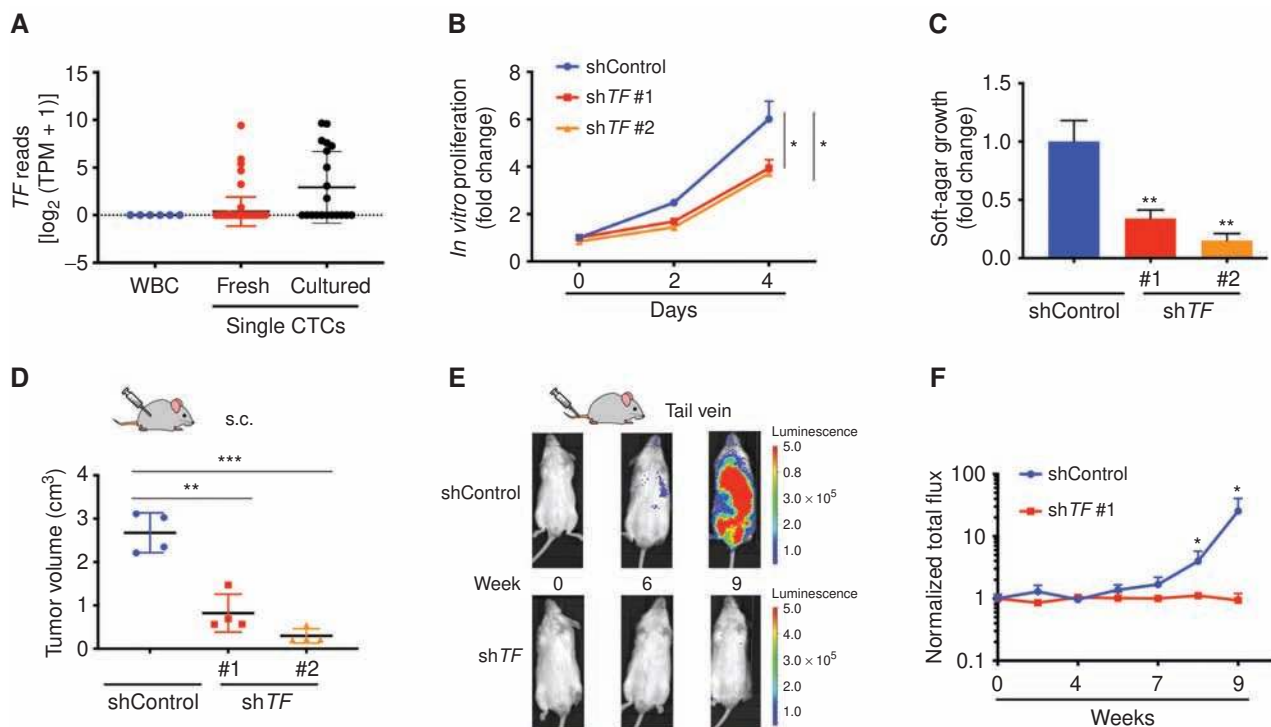 A
TF reads
[log2 (TPM + 1)]
15
10
5
0
−5
WBC
Fresh
Cultured
Single CTCs
B
shControl
shTF #1
shTF #2
In vitro proliferation
(fold change)
8
6
4
2
0
*
*
0
2
4
Days
C
Soft-agar growth
(fold change)
1.5
1.0
0.5
0.0
**
**
#1
#2
shControl
shTF
D
s.c.
***
**
Tumor volume (cm3)
4
3
2
1
0
#1
#2
shControl
shTF
E
Tail vein
shControl
Luminescence
5.0
0.8
3.0 × 10⁵
2.0
1.0
Week
0
6
9
shTF
Luminescence
5.0
4.0
3.0 × 10⁵
2.0
1.0
F
shControl
shTF #1
Normalized total flux
100
10
1
0.1
*
*
0
4
7
9
Weeks